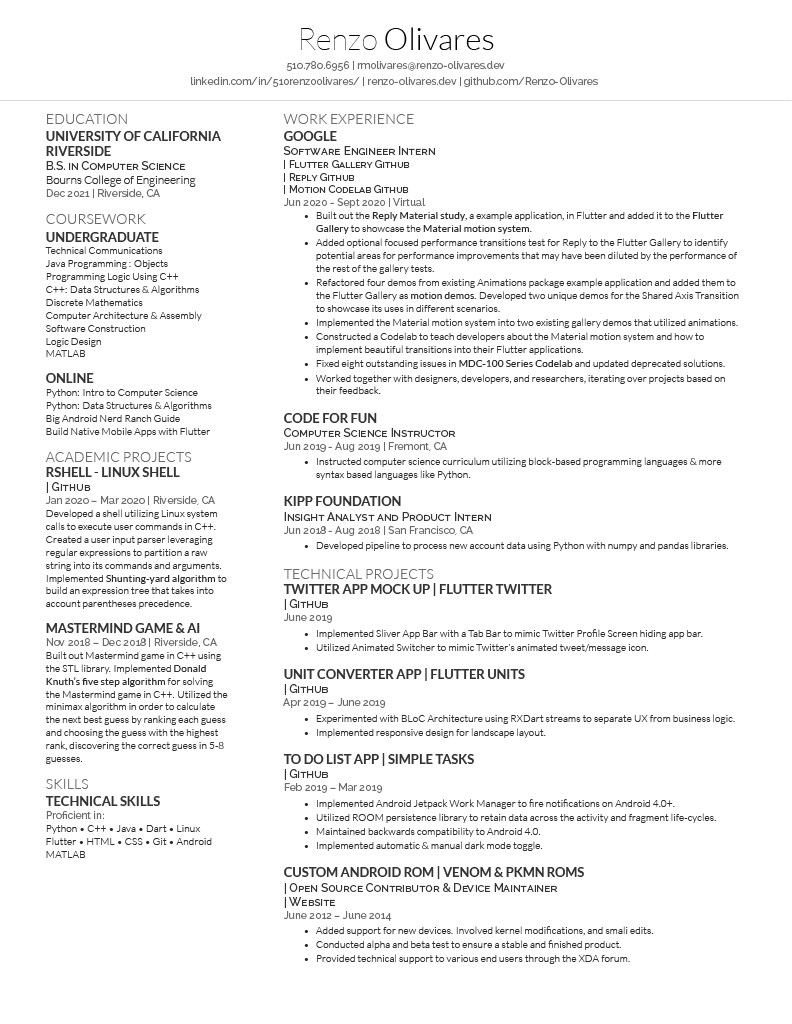 Renzo Olivares
510.780.6956 | rmolivares@renzo-olivares.dev
linkedin.com/in/510renzoolivares/ | renzo-olivares.dev | github.com/Renzo-Olivares
EDUCATION
UNIVERSITY OF CALIFORNIA
RIVERSIDE
B.S. in Computer Science
Bourns College of Engineering
Dec 2021 | Riverside, CA
COURSEWORK
UNDERGRADUATE
Technical Communications
Java Programming : Objects
Programming Logic Using C++
C++: Data Structures & Algorithms
Discrete Mathematics
Computer Architecture & Assembly
Software Construction
Logic Design
MATLAB
ONLINE
Python: Intro to Computer Science
Python: Data Structures & Algorithms
Big Android Nerd Ranch Guide
Build Native Mobile Apps with Flutter
ACADEMIC PROJECTS
RSHELL - LINUX SHELL
| Github
Jan 2020 – Mar 2020 | Riverside, CA
Developed a shell utilizing Linux system
calls to execute user commands in C++.
Created a user input parser leveraging
regular expressions to partition a raw
string into its commands and arguments.
Implemented Shunting-yard algorithm to
build an expression tree that takes into
account parentheses precedence.
MASTERMIND GAME & AI
Nov 2018 – Dec 2018 | Riverside, CA
Built out Mastermind game in C++ using
the STL library. Implemented Donald
Knuth's five step algorithm for solving
the Mastermind game in C++. Utilized the
minimax algorithm in order to calculate
the next best guess by ranking each guess
and choosing the guess with the highest
rank, discovering the correct guess in 5-8
guesses.
SKILLS
TECHNICAL SKILLS
Proficient in:
Python • C++ • Java • Dart • Linux
Flutter • HTML • CSS • Git • Android
MATLAB
WORK EXPERIENCE
GOOGLE
Software Engineer Intern
| Flutter Gallery Github
| Reply Github
| Motion Codelab Github
Jun 2020 - Sept 2020 | Virtual
• Built out the Reply Material study, a example application, in Flutter and added it to the Flutter
Gallery to showcase the Material motion system.
• Added optional focused performance transitions test for Reply to the Flutter Gallery to identify
potential areas for performance improvements that may have been diluted by the performance of
the rest of the gallery tests.
• Refactored four demos from existing Animations package example application and added them to
the Flutter Gallery as motion demos. Developed two unique demos for the Shared Axis Transition
to showcase its uses in different scenarios.
• Implemented the Material motion system into two existing gallery demos that utilized animations.
• Constructed a Codelab to teach developers about the Material motion system and how to
implement beautiful transitions into their Flutter applications.
• Fixed eight outstanding issues in MDC-100 Series Codelab and updated deprecated solutions.
• Worked together with designers, developers, and researchers, iterating over projects based on
their feedback.
CODE FOR FUN
Computer Science Instructor
Jun 2019 - Aug 2019 | Fremont, CA
• Instructed computer science curriculum utilizing block-based programming languages & more
syntax based languages like Python.
KIPP FOUNDATION
Insight Analyst and Product Intern
Jun 2018 - Aug 2018 | San Francisco, CA
• Developed pipeline to process new account data using Python with numpy and pandas libraries.
TECHNICAL PROJECTS
TWITTER APP MOCK UP | FLUTTER TWITTER
| Github
June 2019
• Implemented Sliver App Bar with a Tab Bar to mimic Twitter Profile Screen hiding app bar.
• Utilized Animated Switcher to mimic Twitter's animated tweet/message icon.
UNIT CONVERTER APP | FLUTTER UNITS
| Github
Apr 2019 – June 2019
• Experimented with BLoC Architecture using RXDart streams to separate UX from business logic.
• Implemented responsive design for landscape layout.
TO DO LIST APP | SIMPLE TASKS
| Github
Feb 2019 – Mar 2019
• Implemented Android Jetpack Work Manager to fire notifications on Android 4.0+.
• Utilized ROOM persistence library to retain data across the activity and fragment life-cycles.
• Maintained backwards compatibility to Android 4.0.
• Implemented automatic & manual dark mode toggle.
CUSTOM ANDROID ROM | VENOM & PKMN ROMS
| Open Source Contributor & Device Maintainer
| Website
June 2012 – June 2014
• Added support for new devices. Involved kernel modifications, and smali edits.
• Conducted alpha and beta test to ensure a stable and finished product.
• Provided technical support to various end users through the XDA forum.